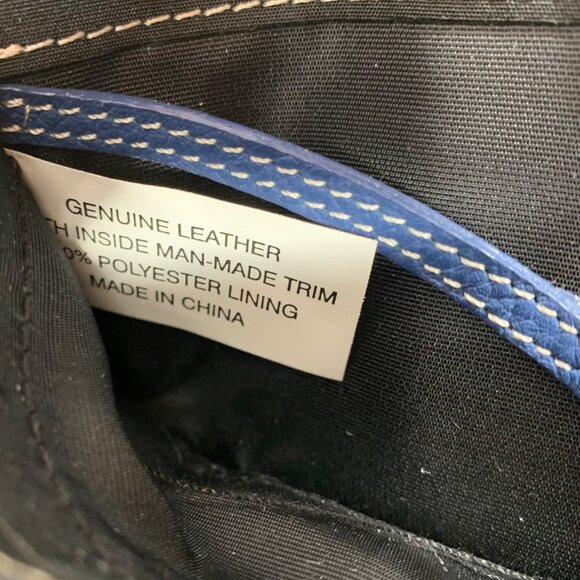 GENUINE LEATHER
TH INSIDE MAN-MADE TRIM
0% POLYESTER LINING
MADE IN CHINA